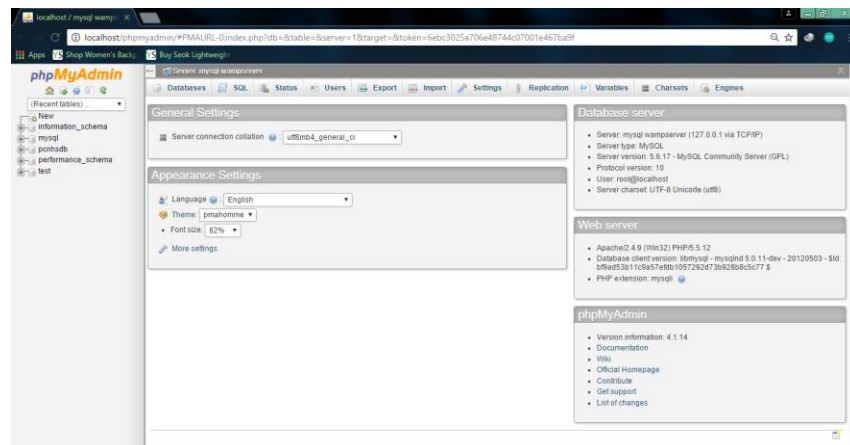 localhost / mysql wampse
localhost/phpmyadmin/#PMAURL-0:index.php?db=&table=&server=1&target=&token=6ebc3025a706e48744c07001e467ba9f
Apps
Shop Women's Backp
Buy Seok Lightweigh
phpMyAdmin
(Recent tables) ...
New
information_schema
mysql
pcnhsdb
performance_schema
test
Server: mysql wampserver
Databases
SQL
Status
Users
Export
Import
Settings
Replication
Variables
Charsets
Engines
General Settings
Server connection collation : utf8mb4_general_ci
Appearance Settings
Language : English
Theme: pmahomme
Font size: 82%
More settings
Database server
Server: mysql wampserver (127.0.0.1 via TCP/IP)
Server type: MySQL
Server version: 5.6.17 - MySQL Community Server (GPL)
Protocol version: 10
User: root@localhost
Server charset: UTF-8 Unicode (utf8)
Web server
Apache/2.4.9 (Win32) PHP/5.5.12
Database client version: libmysql - mysqlnd 5.0.11-dev - 20120503 - $Id:
bf9ad53b11c9a57efdb1057292d73b928b8c5c77 $
PHP extension: mysqli
phpMyAdmin
Version information: 4.1.14
Documentation
Wiki
Official Homepage
Contribute
Get support
List of changes